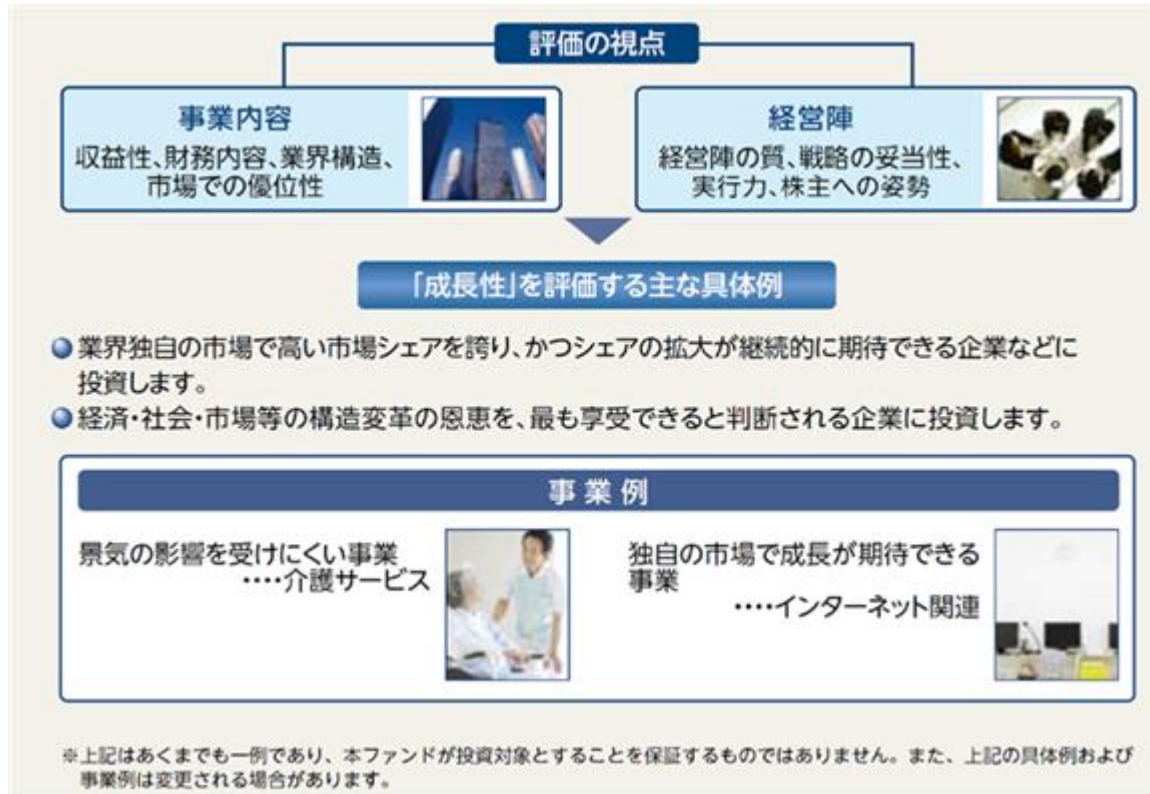 評価の視点
事業内容
収益性、財務内容、業界構造、
市場での優位性
経営陣
経営陣の質、戦略の妥当性、
実行力、株主への姿勢
「成長性」を評価する主な具体例
業界独自の市場で高い市場シェアを誇り、かつシェアの拡大が継続的に期待できる企業などに
投資します。
経済・社会・市場等の構造変革の恩恵を、最も享受できると判断される企業に投資します。
事業例
景気の影響を受けにくい事業
‥‥介護サービス
独自の市場で成長が期待できる
事業
‥‥インターネット関連
※上記はあくまでも一例であり、本ファンドが投資対象とすることを保証するものではありません。また、上記の具体例および
事業例は変更される場合があります。